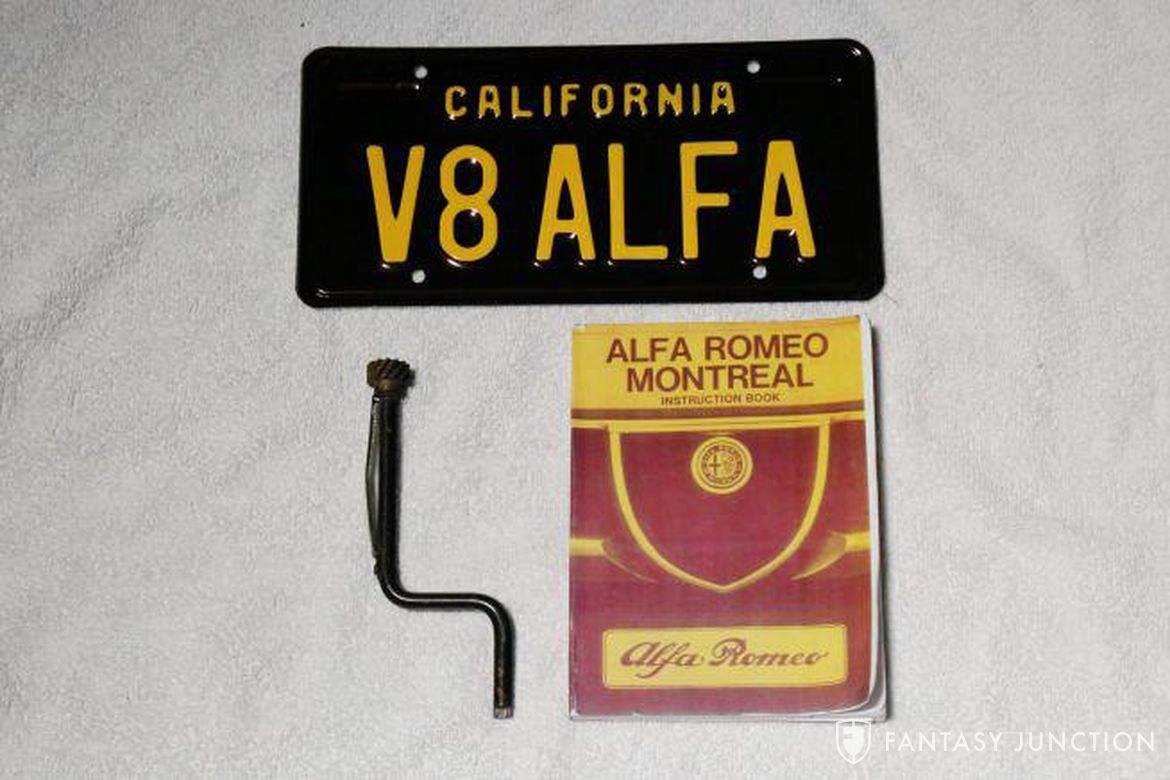 CALIFORNIA
V8 ALFA
ALFA ROMEO
MONTREAL
INSTRUCTION BOOK
Alfa Romeo
FANTASY JUNCTION